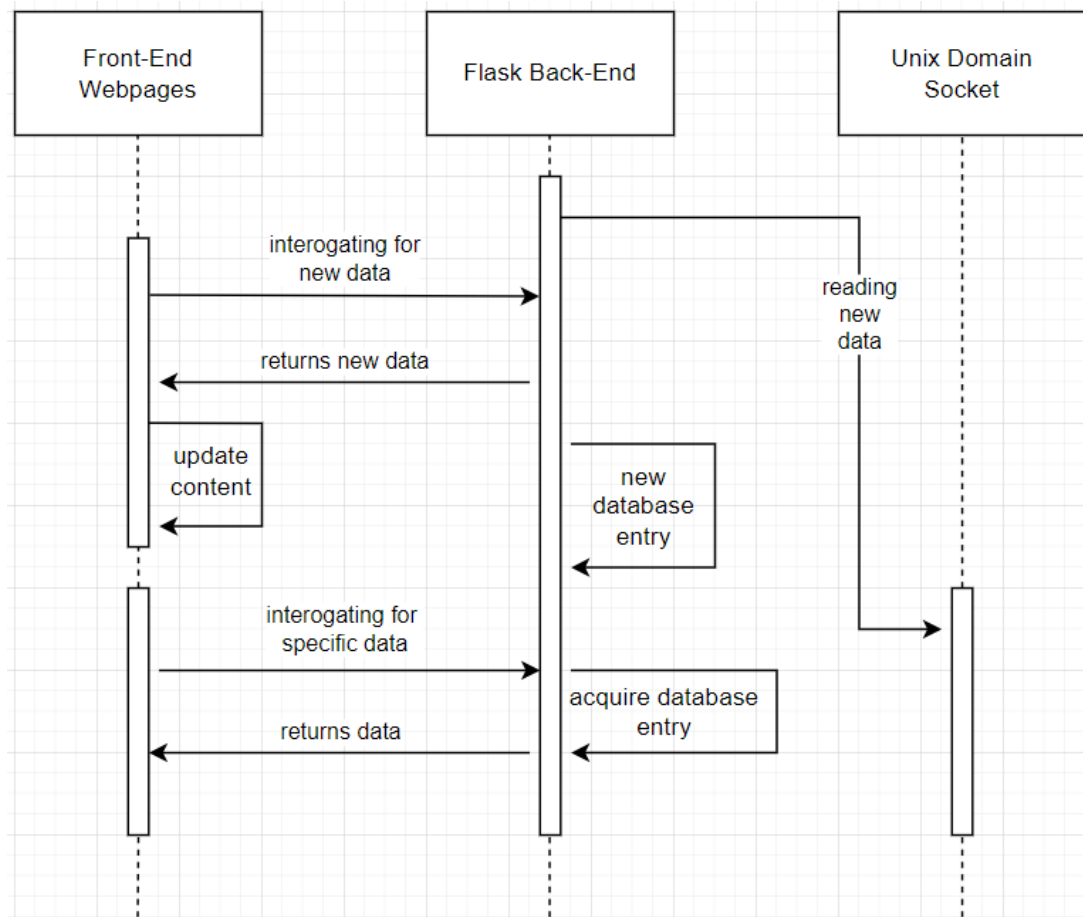 Front-End
Webpages
Flask Back-End
Unix Domain
Socket
interogating for
new data
reading
new
data
returns new data
update
content
new
database
entry
interogating for
specific data
acquire database
entry
returns data